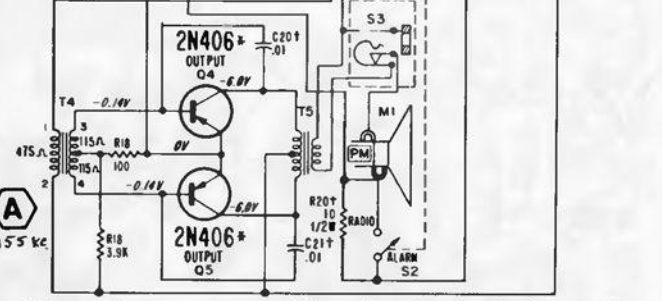 S3
2N406*
OUTPUT
Q4
C20†
.01
-6.0V
T4
-0.14V
T5
M1
1
3
475Ω
115Ω
R18
100
0V
PM
115Ω
2
4
-0.14V
A
55 KC
R18
3.9K
-6.0V
2N406*
OUTPUT
Q5
C21†
.01
R20†
10
1/2W
RADIO
ALARM
S2